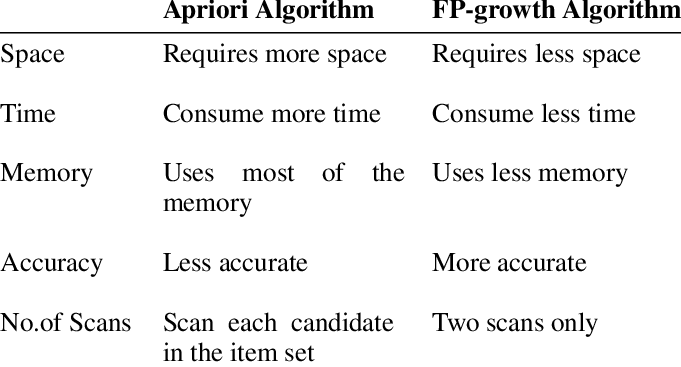 Apriori Algorithm FP-growth Algorithm
Space Requires more space Requires less space
Time Consume more time Consume less time
Memory Uses most of the Uses less memory
memory
Accuracy Less accurate More accurate
No.of Scans Scan each candidate Two scans only
in the item set